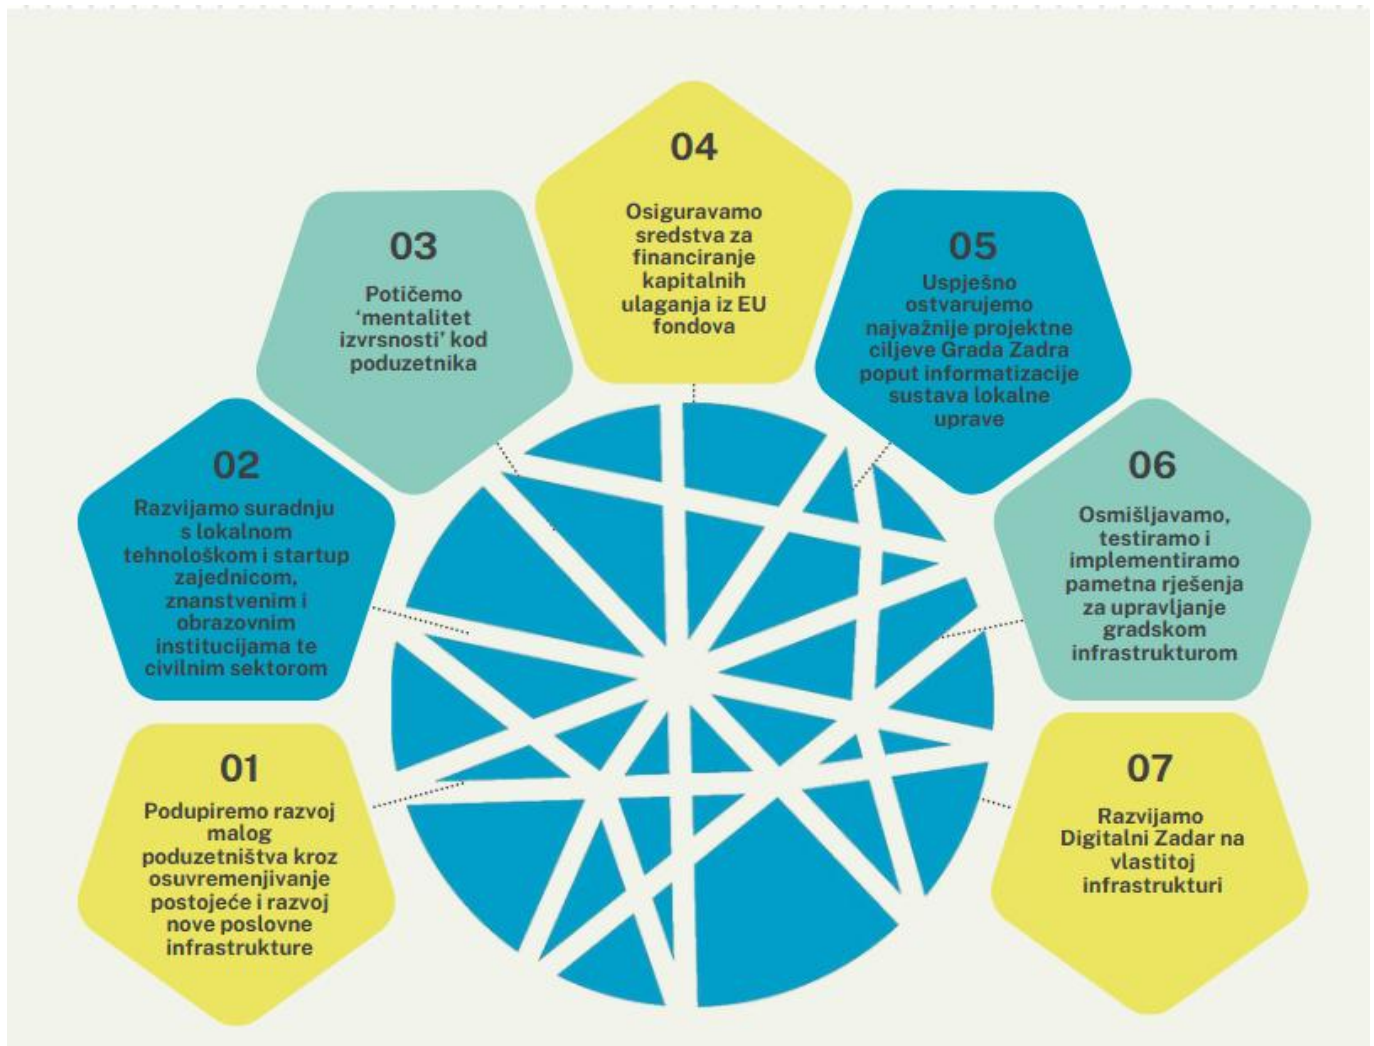 01
Podupiremo razvoj
malog
poduzetništva kroz
osuvremenjivanje
postojeće i razvoj
nove poslovne
infrastrukture
02
Razvijamo suradnju
s lokalnom
tehnološkom i startup
zajednicom,
znanstvenim i
obrazovnim
institucijama te
civilnim sektorom
03
Potičemo
‘mentalitet
izvrsnosti’ kod
poduzetnika
04
Osiguravamo
sredstva za
financiranje
kapitalnih
ulaganja iz EU
fondova
05
Uspješno
ostvarujemo
najvažnije projektne
ciljeve Grada Zadra
poput informatizacije
sustava lokalne
uprave
06
Osmišljavamo,
testiramo i
implementiramo
pametna rješenja
za upravljanje
gradskom
infrastrukturom
07
Razvijamo
Digitalni Zadar na
vlastitoj
infrastrukturi